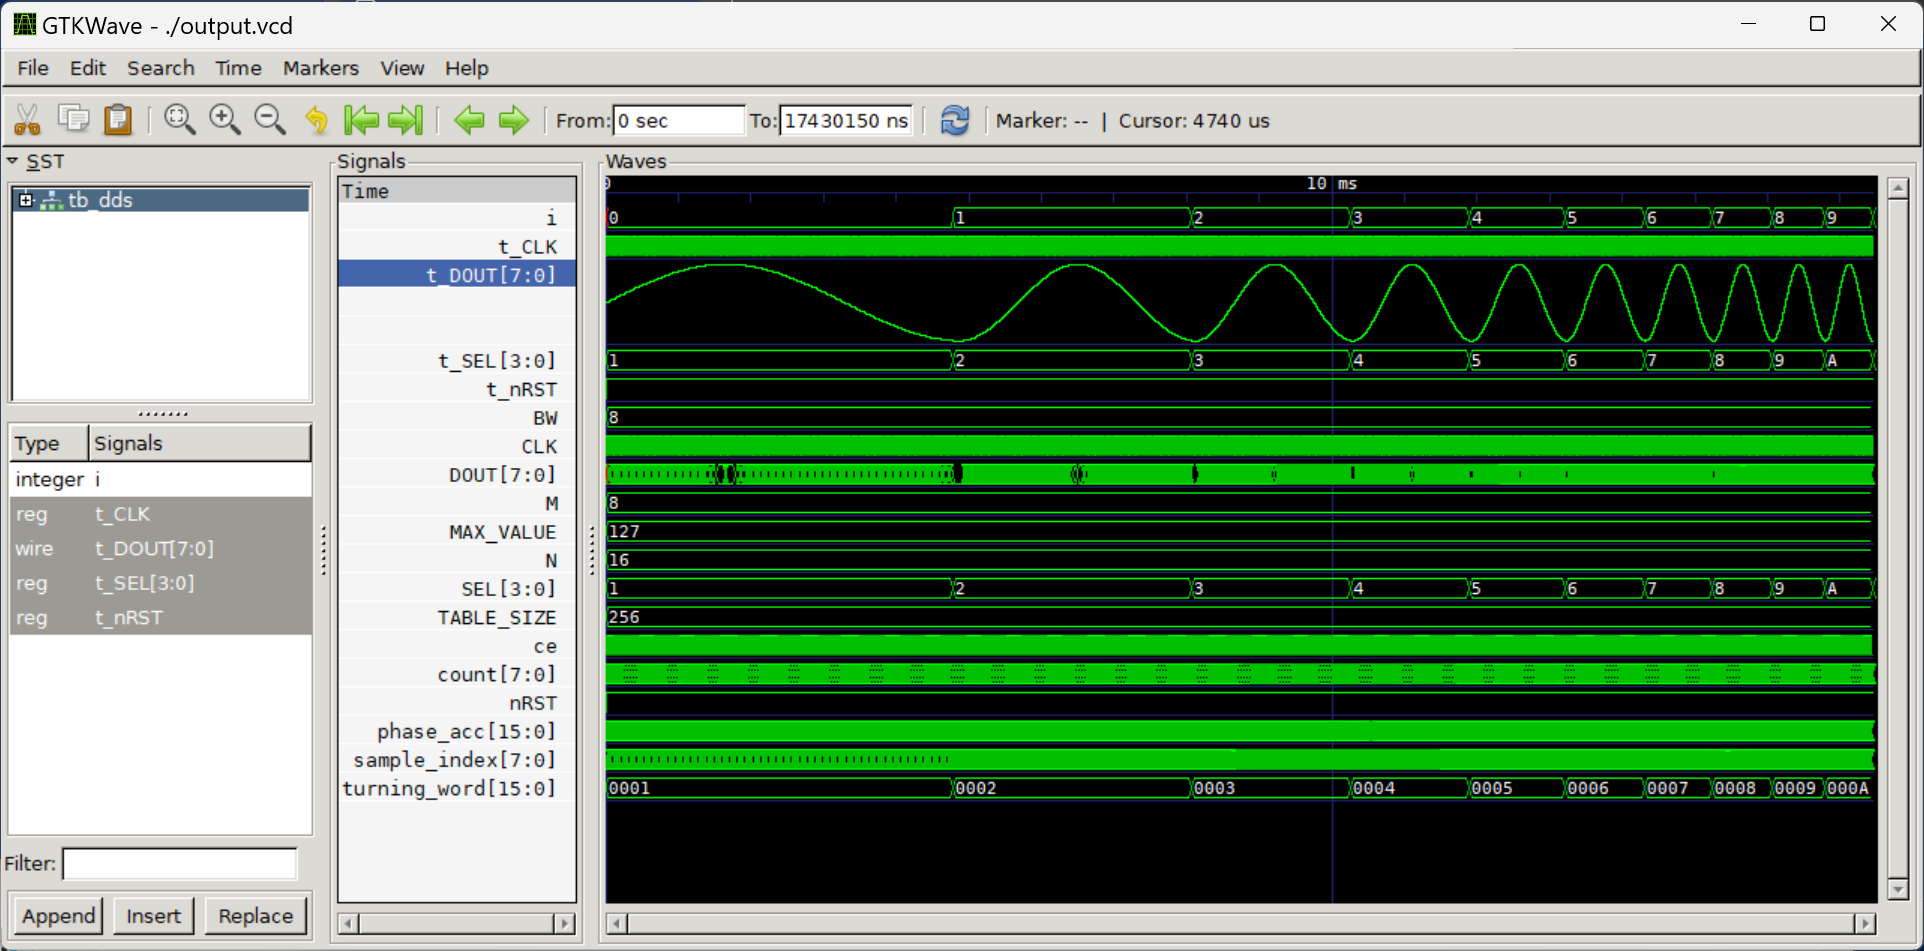 GTKWave - ./output.vcd
File Edit Search Time Markers View Help
From: 0 sec To: 17430150 ns Marker: -- | Cursor: 4740 us
SST
tb_dds
Type Signals
integer i
reg t_CLK
wire t_DOUT[7:0]
reg t_SEL[3:0]
reg t_nRST
Filter:
Append Insert Replace
Signals
Time
i
t_CLK
t_DOUT[7:0]
t_SEL[3:0]
t_nRST
BW
CLK
DOUT[7:0]
M
MAX_VALUE
N
SEL[3:0]
TABLE_SIZE
ce
count[7:0]
nRST
phase_acc[15:0]
sample_index[7:0]
turning_word[15:0]
Waves
0 10 ms
0 1 2 3 4 5 6 7 8 9
1 2 3 4 5 6 7 8 9 A
8
8
127
16
1 2 3 4 5 6 7 8 9 A
256
0001 0002 0003 0004 0005 0006 0007 0008 0009 000A